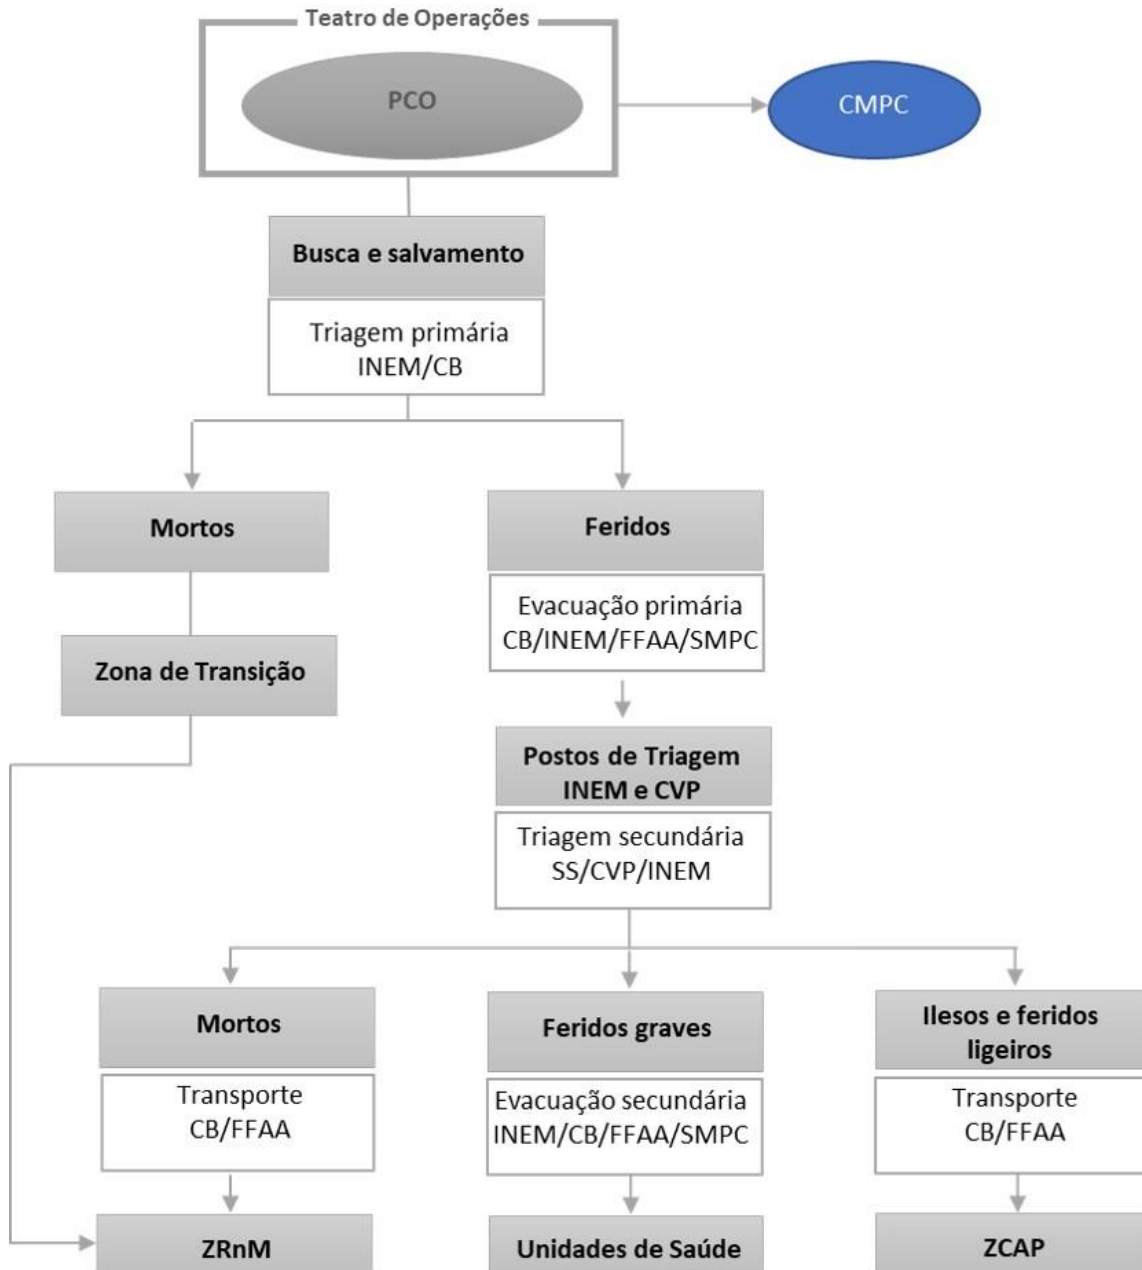 Teatro de Operações
PCO
CMPC
Busca e salvamento
Triagem primária
INEM/CB
Mortos
Feridos
Evacuação primária
CB/INEM/FFAA/SMPC
Zona de Transição
Postos de Triagem
INEM e CVP
Triagem secundária
SS/CVP/INEM
Mortos
Transporte
CB/FFAA
Feridos graves
Evacuação secundária
INEM/CB/FFAA/SMPC
Ilesos e feridos
ligeiros
Transporte
CB/FFAA
ZRnM
Unidades de Saúde
ZCAP